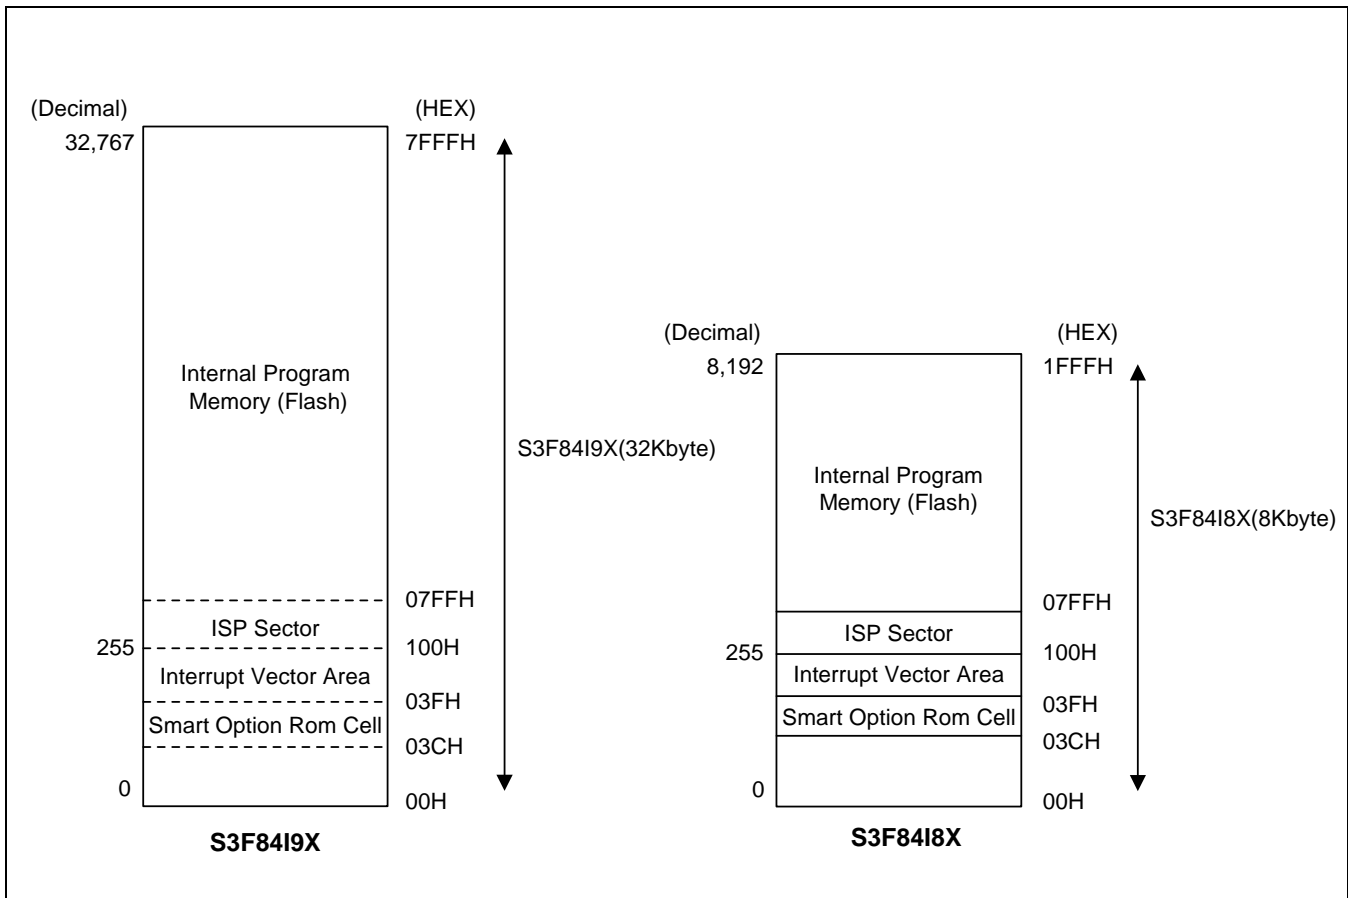 (Decimal)
(HEX)
32,767
7FFFH
Internal Program
Memory (Flash)
S3F84I9X(32Kbyte)
07FFH
ISP Sector
255
100H
Interrupt Vector Area
03FH
Smart Option Rom Cell
03CH
0
00H
S3F84I9X
(Decimal)
(HEX)
8,192
1FFFH
Internal Program
Memory (Flash)
S3F84I8X(8Kbyte)
07FFH
ISP Sector
255
100H
Interrupt Vector Area
03FH
Smart Option Rom Cell
03CH
0
00H
S3F84I8X